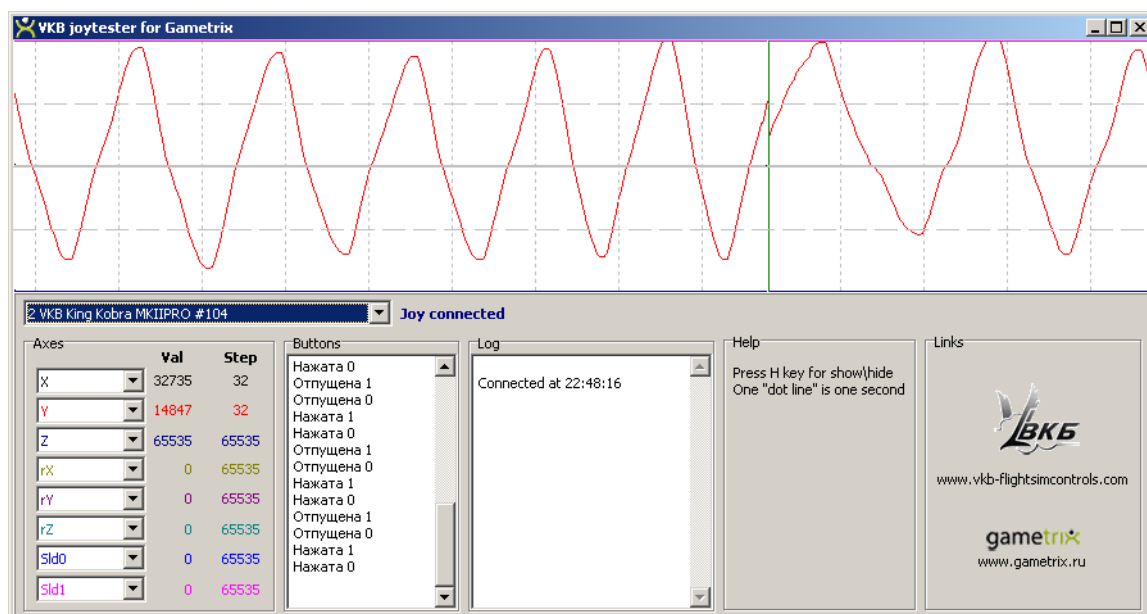 VKB joytester for Gametrix
2 VKB King Kobra MKIIPRO #104
Joy connected
Axes
Val Step
X 32735 32
Y 14847 32
Z 65535 65535
rX 0 65535
rY 0 65535
rZ 0 65535
Sld0 0 65535
Sld1 0 65535
Buttons
Нажата 0
Отпущена 1
Отпущена 0
Нажата 1
Нажата 0
Отпущена 1
Отпущена 0
Нажата 1
Нажата 0
Отпущена 1
Отпущена 0
Нажата 1
Нажата 0
Log
Connected at 22:48:16
Help
Press H key for show\hide
One "dot line" is one second
Links
ВКБ
www.vkb-flightsimcontrols.com
gametrix
www.gametrix.ru